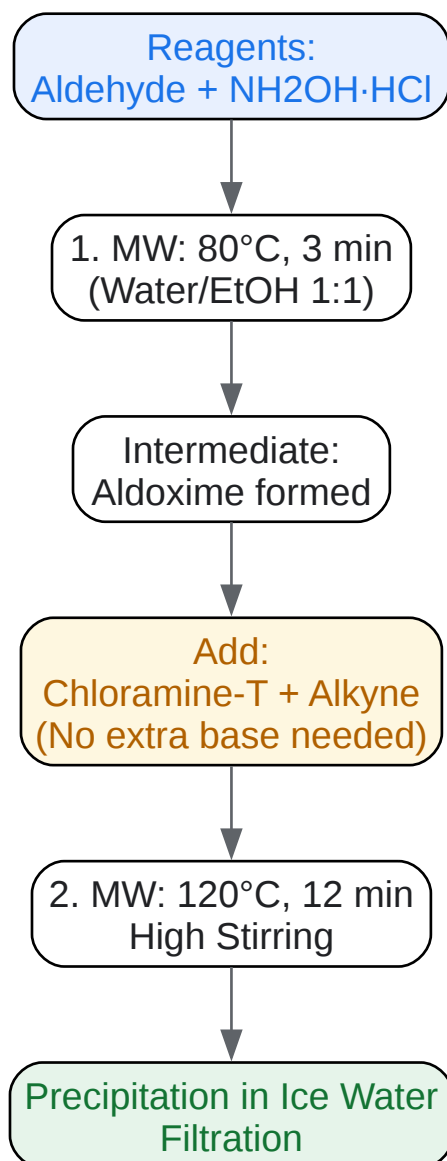 Reagents:
Aldehyde + NH2OH·HCl
1. MW: 80°C, 3 min
(Water/EtOH 1:1)
Intermediate:
Aldoxime formed
Add:
Chloramine-T + Alkyne
(No extra base needed)
2. MW: 120°C, 12 min
High Stirring
Precipitation in Ice Water
Filtration